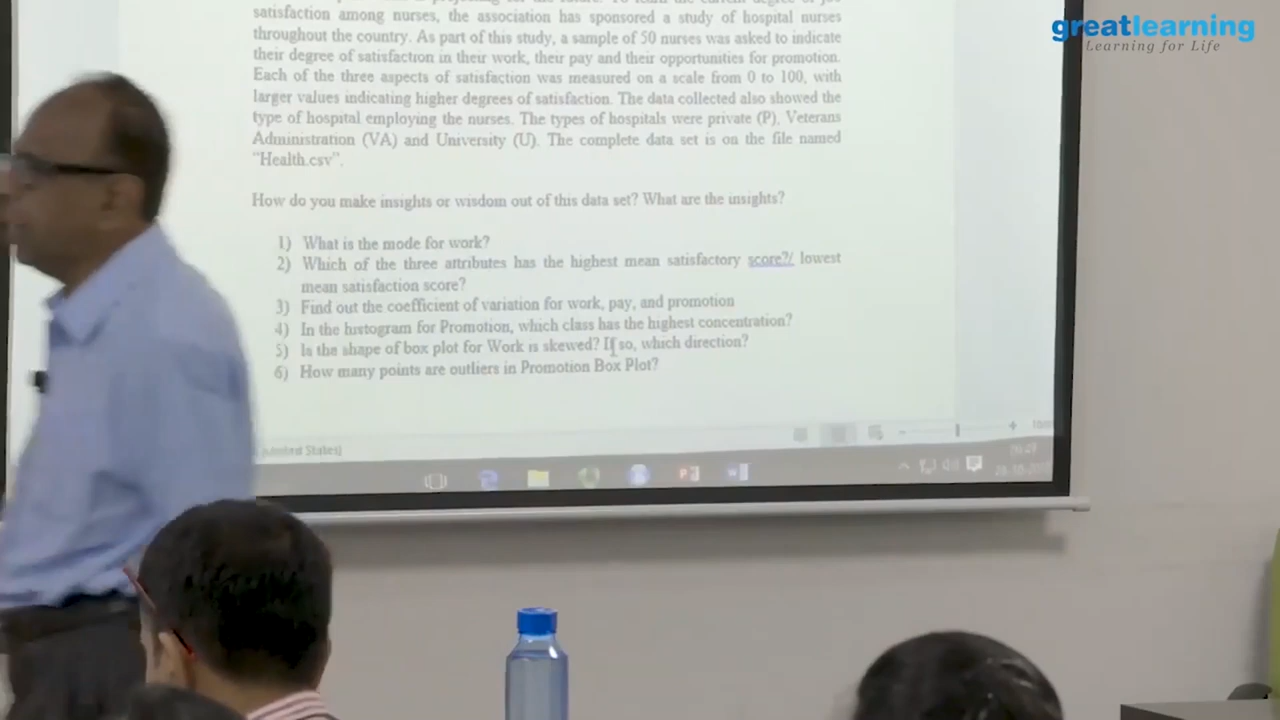 greatlearning
Learning for Life
satisfaction among nurses, the association has sponsored a study of hospital nurses
throughout the country. As part of this study, a sample of 50 nurses was asked to indicate
their degree of satisfaction in their work, their pay and their opportunities for promotion.
Each of the three aspects of satisfaction was measured on a scale from 0 to 100, with
larger values indicating higher degrees of satisfaction. The data collected also showed the
type of hospital employing the nurses. The types of hospitals were private (P), Veterans
Administration (VA) and University (U). The complete data set is on the file named
"Health.csv".
How do you make insights or wisdom out of this data set? What are the insights?
1) What is the mode for work?
2) Which of the three attributes has the highest mean satisfactory score?/ lowest
mean satisfaction score?
3) Find out the coefficient of variation for work, pay, and promotion
4) In the histogram for Promotion, which class has the highest concentration?
5) Is the shape of box plot for Work is skewed? If so, which direction?
6) How many points are outliers in Promotion Box Plot?
States)